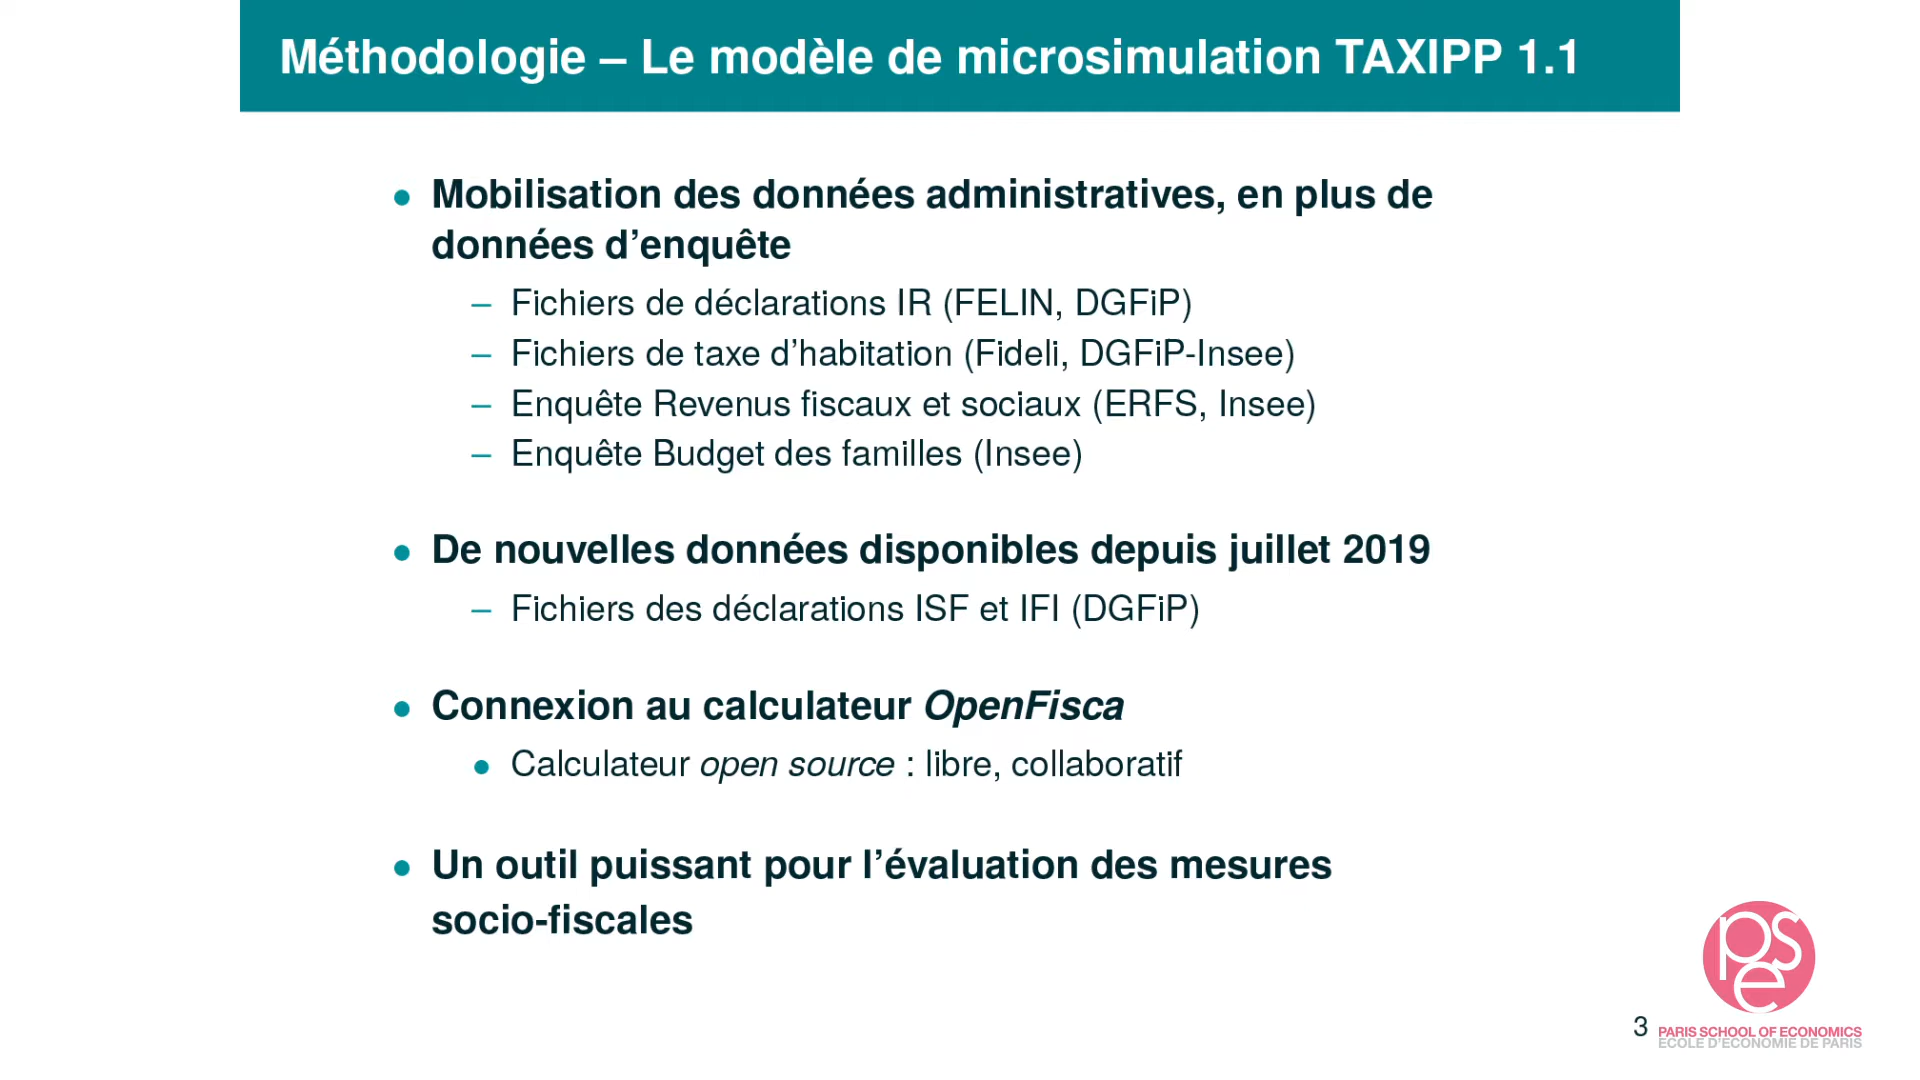 Méthodologie – Le modèle de microsimulation TAXIPP 1.1
● Mobilisation des données administratives, en plus de
données d’enquête
– Fichiers de déclarations IR (FELIN, DGFiP)
– Fichiers de taxe d’habitation (Fideli, DGFiP-Insee)
– Enquête Revenus fiscaux et sociaux (ERFS, Insee)
– Enquête Budget des familles (Insee)
● De nouvelles données disponibles depuis juillet 2019
– Fichiers des déclarations ISF et IFI (DGFiP)
● Connexion au calculateur OpenFisca
● Calculateur open source : libre, collaboratif
● Un outil puissant pour l’évaluation des mesures
socio-fiscales
pse
3
PARIS SCHOOL OF ECONOMICS
ECOLE D'ECONOMIE DE PARIS